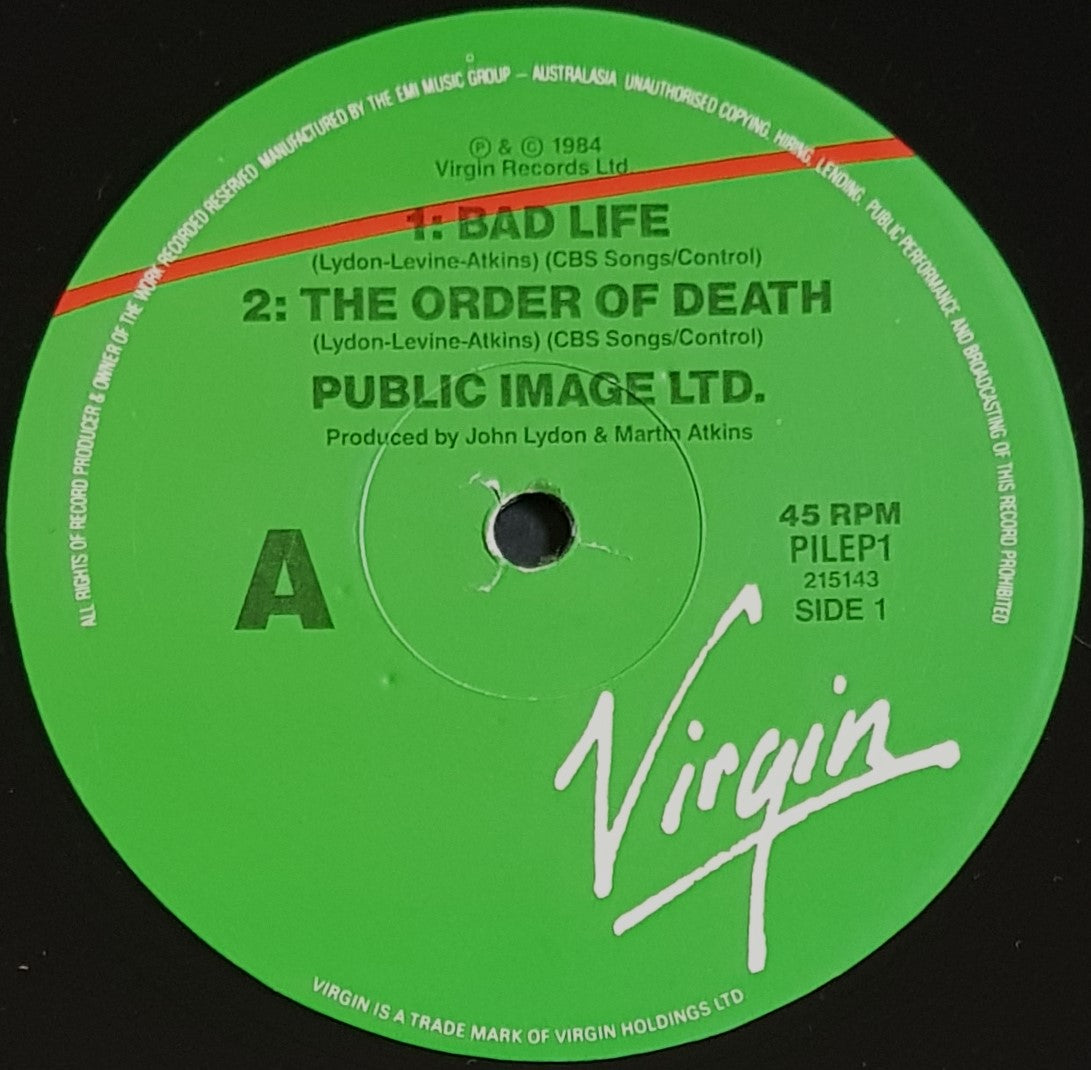 ALL RIGHTS OF RECORD PRODUCER & OWNER OF THE WORK RECORDED RESERVED MANUFACTURED BY THE EMI MUSIC GROUP – AUSTRALASIA UNAUTHORISED COPYING, HIRING, LENDING, PUBLIC PERFORMANCE AND BROADCASTING OF THIS RECORD PROHIBITED
Ⓟ & © 1984
Virgin Records Ltd.
1: BAD LIFE
(Lydon-Levine-Atkins) (CBS Songs/Control)
2: THE ORDER OF DEATH
(Lydon-Levine-Atkins) (CBS Songs/Control)
PUBLIC IMAGE LTD.
Produced by John Lydon & Martin Atkins
A
45 RPM
PILEP1
215143
SIDE 1
Virgin
VIRGIN IS A TRADE MARK OF VIRGIN HOLDINGS LTD